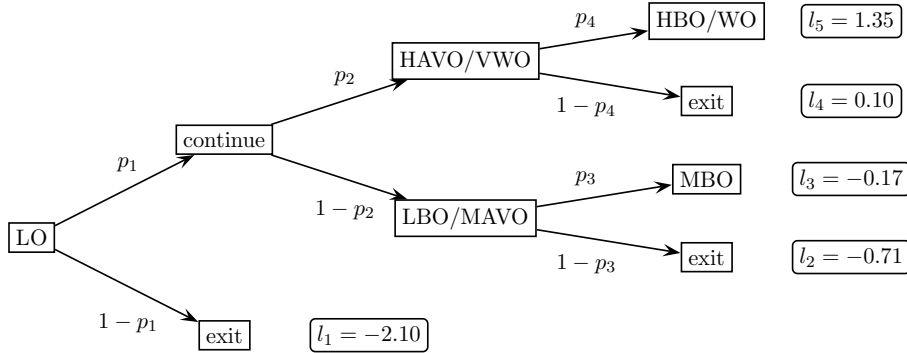 p₄
HBO/WO
l₅ = 1.35
HAVO/VWO
p₂
1 − p₄
exit
l₄ = 0.10
continue
p₁
p₃
MBO
l₃ = −0.17
1 − p₂
LBO/MAVO
LO
1 − p₃
exit
l₂ = −0.71
1 − p₁
exit
l₁ = −2.10